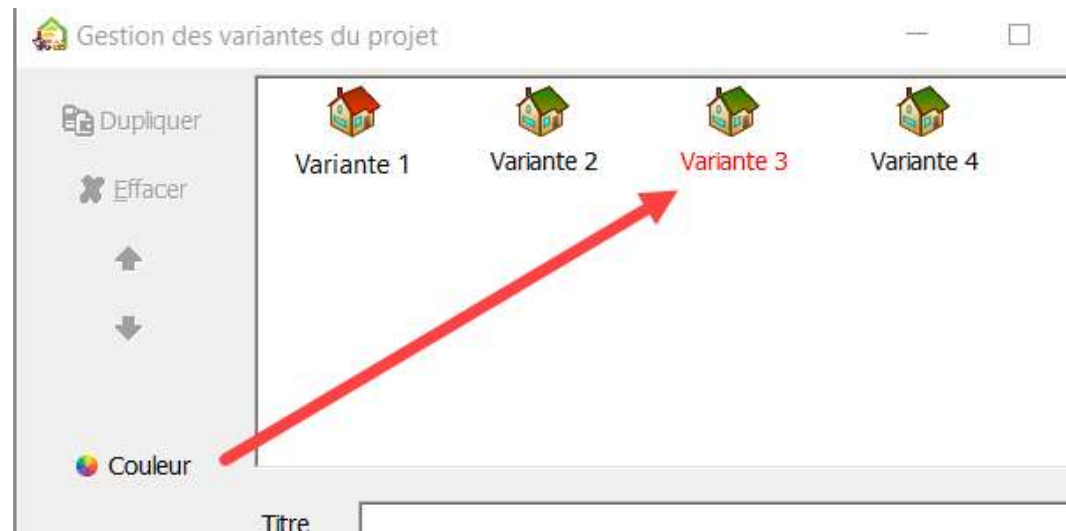 Gestion des variantes du projet
Dupliquer
Effacer
Variante 1
Variante 2
Variante 3
Variante 4
Couleur
Titre